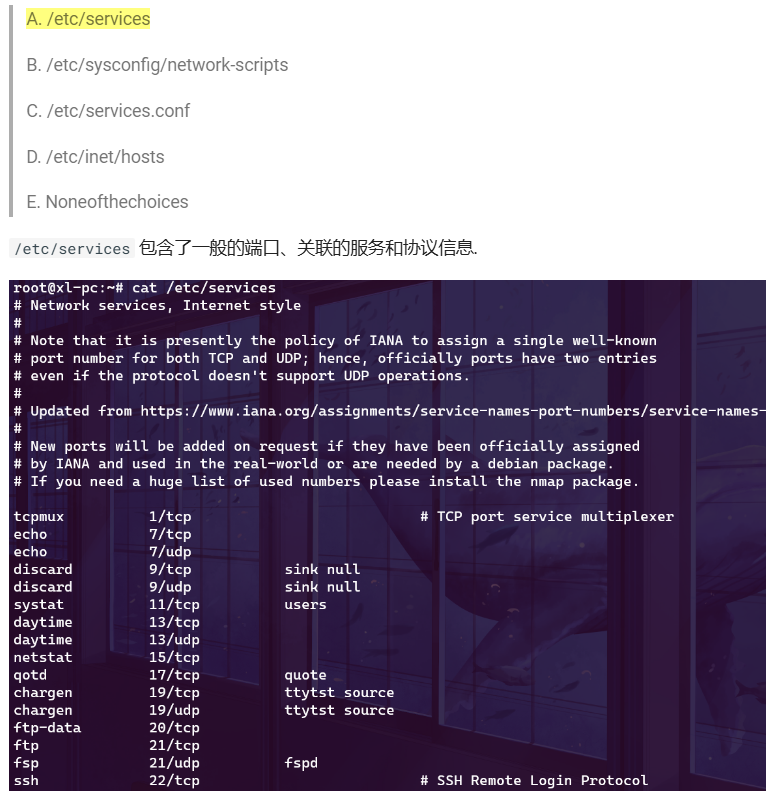 A. /etc/services
B. /etc/sysconfig/network-scripts
C. /etc/services.conf
D. /etc/inet/hosts
E. Noneofthechoices
/etc/services 包含了一般的端口、关联的服务和协议信息.
root@xl-pc:~# cat /etc/services
# Network services, Internet style
#
# Note that it is presently the policy of IANA to assign a single well-known
# port number for both TCP and UDP; hence, officially ports have two entries
# even if the protocol doesn't support UDP operations.
#
# Updated from https://www.iana.org/assignments/service-names-port-numbers/service-names-
#
# New ports will be added on request if they have been officially assigned
# by IANA and used in the real-world or are needed by a debian package.
# If you need a huge list of used numbers please install the nmap package.
tcpmux 1/tcp # TCP port service multiplexer
echo 7/tcp
echo 7/udp
discard 9/tcp sink null
discard 9/udp sink null
systat 11/tcp users
daytime 13/tcp
daytime 13/udp
netstat 15/tcp
qotd 17/tcp quote
chargen 19/tcp ttytst source
chargen 19/udp ttytst source
ftp-data 20/tcp
ftp 21/tcp
fsp 21/udp fspd
ssh 22/tcp # SSH Remote Login Protocol